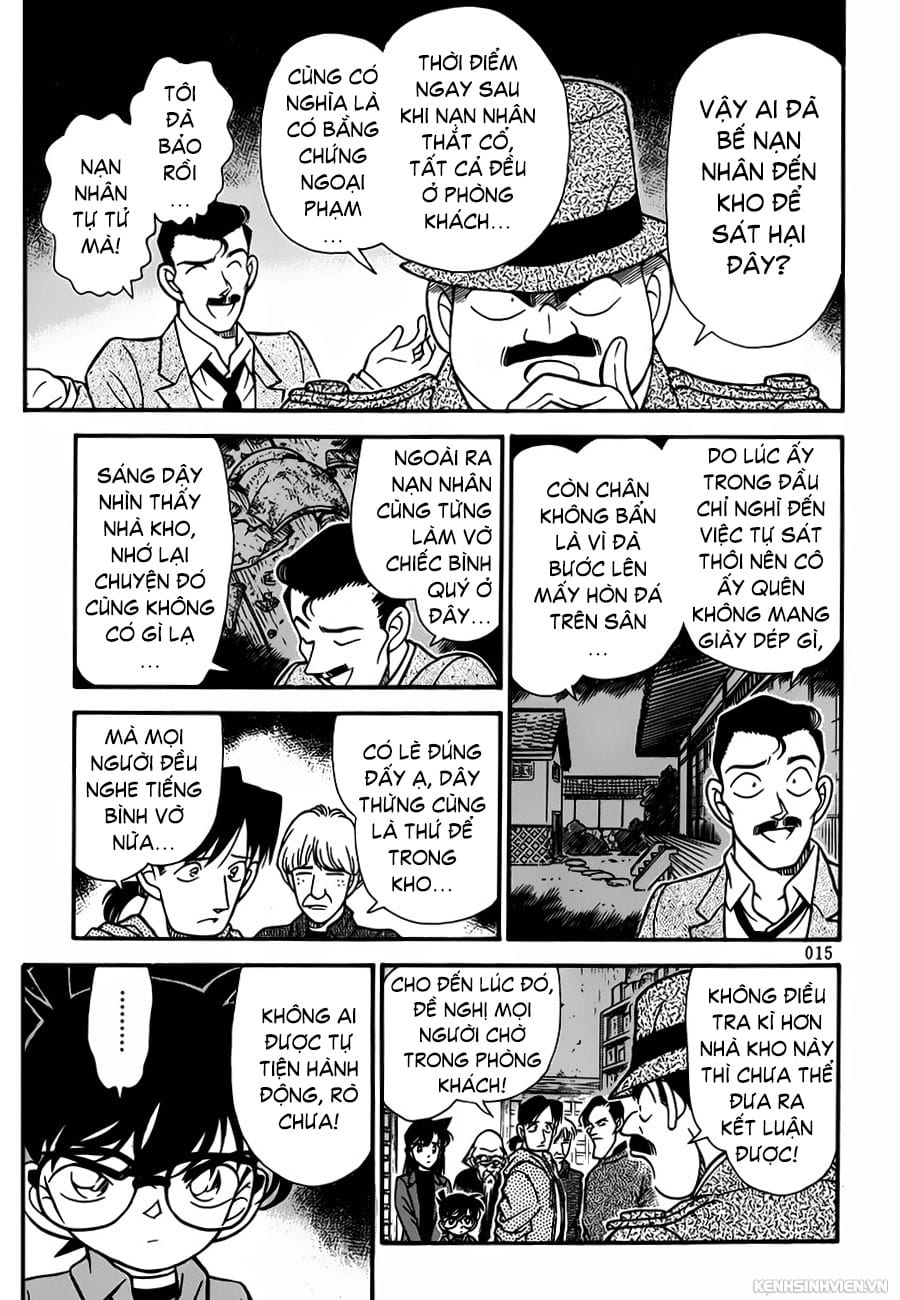 VẬY AI ĐÃ
BẾ NẠN
NHÂN ĐẾN
KHO ĐỂ
SÁT HẠI
ĐÂY?
THỜI ĐIỂM
NGAY SAU
KHI NẠN NHÂN
THẮT CỔ,
TẤT CẢ ĐỀU
Ở PHÒNG
KHÁCH...
CŨNG CÓ
NGHĨA LÀ
CÓ BẰNG
CHỨNG
NGOẠI
PHẠM
...
TÔI
ĐÃ
BẢO
RỒI
...
NẠN
NHÂN
TỰ TỬ
MÀ!
DO LÚC ẤY
TRONG ĐẦU
CHỈ NGHĨ ĐẾN
VIỆC TỰ SÁT
THÔI NÊN CÔ
ẤY QUÊN
KHÔNG MANG
GIÀY DÉP GÌ,
CÒN CHÂN
KHÔNG BẨN
LÀ VÌ ĐÃ
BƯỚC LÊN
MẤY HÒN ĐÁ
TRÊN SÂN
...
NGOÀI RA
NẠN NHÂN
CŨNG TỪNG
LÀM VỠ
CHIẾC BÌNH
QUÝ Ở
ĐÂY...
SÁNG DẬY
NHÌN THẤY
NHÀ KHO,
NHỚ LẠI
CHUYỆN ĐÓ
CŨNG KHÔNG
CÓ GÌ LẠ
...
CÓ LẼ ĐÚNG
ĐẤY Ạ, DÂY
THỪNG CŨNG
LÀ THỨ ĐỂ
TRONG
KHO...
MÀ MỌI
NGƯỜI ĐỀU
NGHE TIẾNG
BÌNH VỠ
NỮA...
015
KHÔNG ĐIỀU
TRA KĨ HƠN
NHÀ KHO NÀY
THÌ CHƯA THỂ
ĐƯA RA
KẾT LUẬN
ĐƯỢC!
CHO ĐẾN LÚC ĐÓ,
ĐỀ NGHỊ MỌI
NGƯỜI CHỜ
TRONG PHÒNG
KHÁCH!
KHÔNG AI
ĐƯỢC TỰ
TIỆN HÀNH
ĐỘNG, RÕ
CHƯA!
........
KÊNHSINHVIÊN.VN